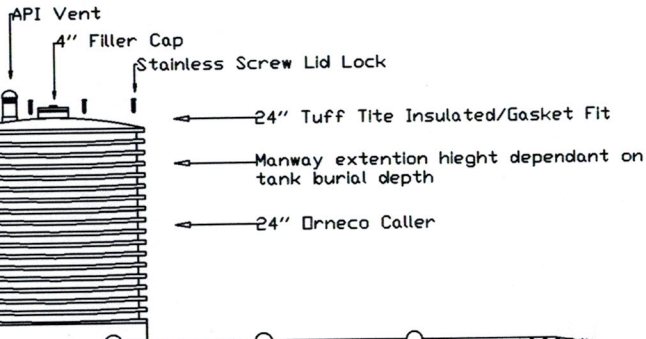 API Vent
4" Filler Cap
Stainless Screw Lid Lock
24" Tuff Tite Insulated/Gasket Fit
Manway extention hieght dependant on
tank burial depth
24" Orneco Caller